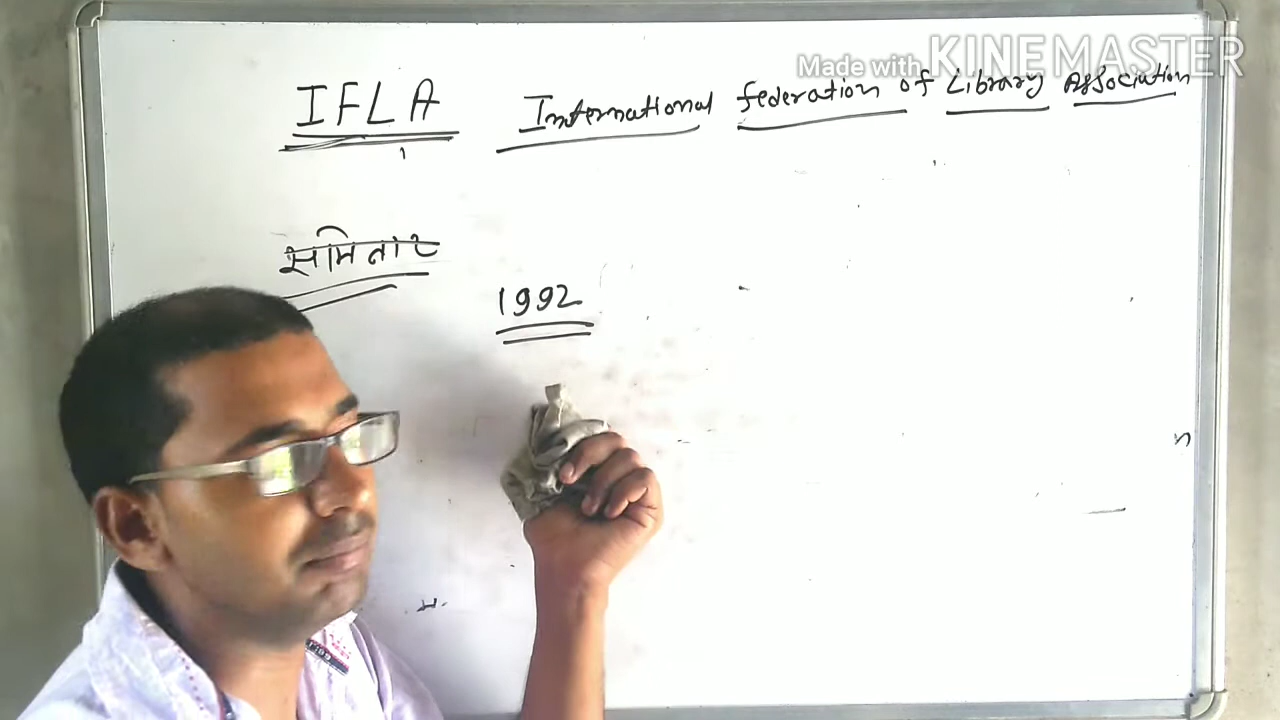 Made with KINEMASTER
IFLA International federation of Library Association
समिनार
1992